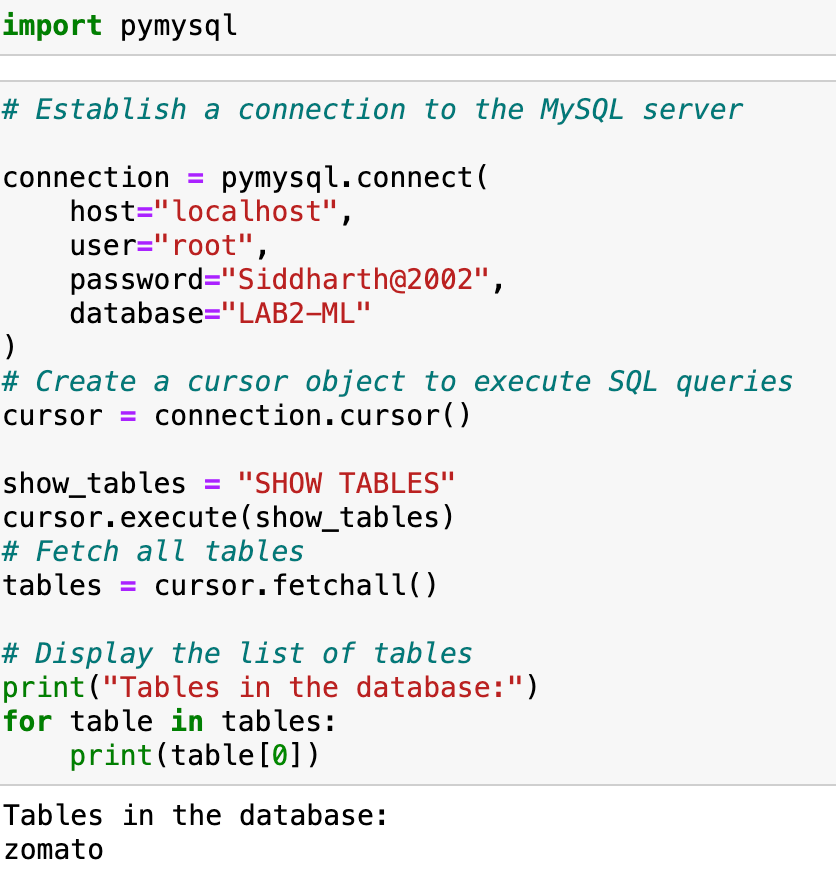 import pymysql
# Establish a connection to the MySQL server
connection = pymysql.connect(
    host="localhost",
    user="root",
    password="Siddharth@2002",
    database="LAB2-ML"
)
# Create a cursor object to execute SQL queries
cursor = connection.cursor()
show_tables = "SHOW TABLES"
cursor.execute(show_tables)
# Fetch all tables
tables = cursor.fetchall()
# Display the list of tables
print("Tables in the database:")
for table in tables:
    print(table[0])
Tables in the database:
zomato